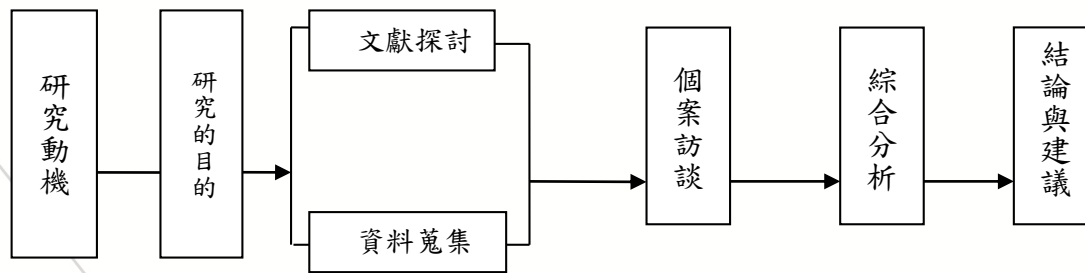 研究動機
研究的目的
文獻探討
資料蒐集
個案訪談
綜合分析
結論與建議